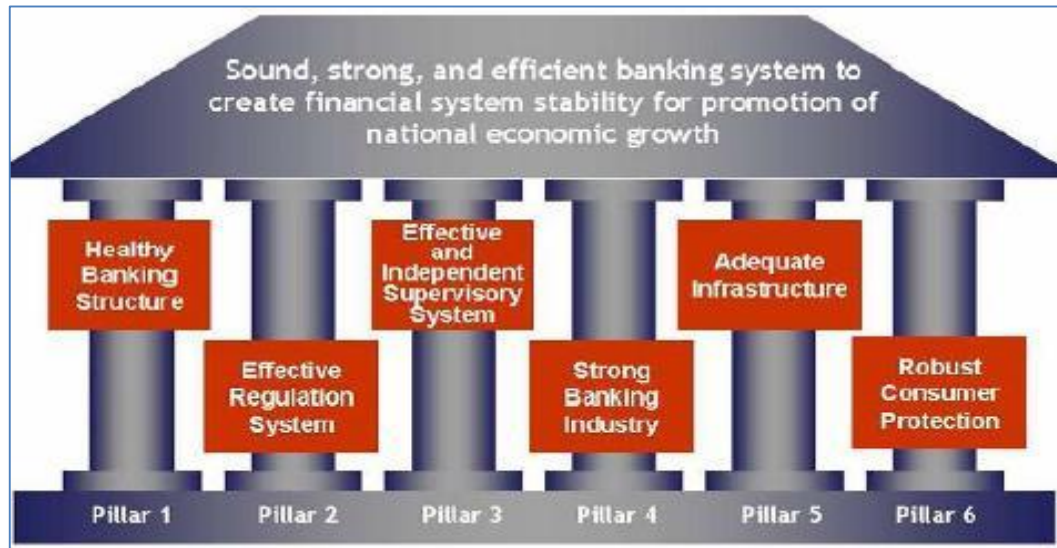 Sound, strong, and efficient banking system to
create financial system stability for promotion of
national economic growth
Healthy
Banking
Structure
Effective
Regulation
System
Effective
and
Independent
Supervisory
System
Strong
Banking
Industry
Adequate
Infrastructure
Robust
Consumer
Protection
Pillar 1
Pillar 2
Pillar 3
Pillar 4
Pillar 5
Pillar 6